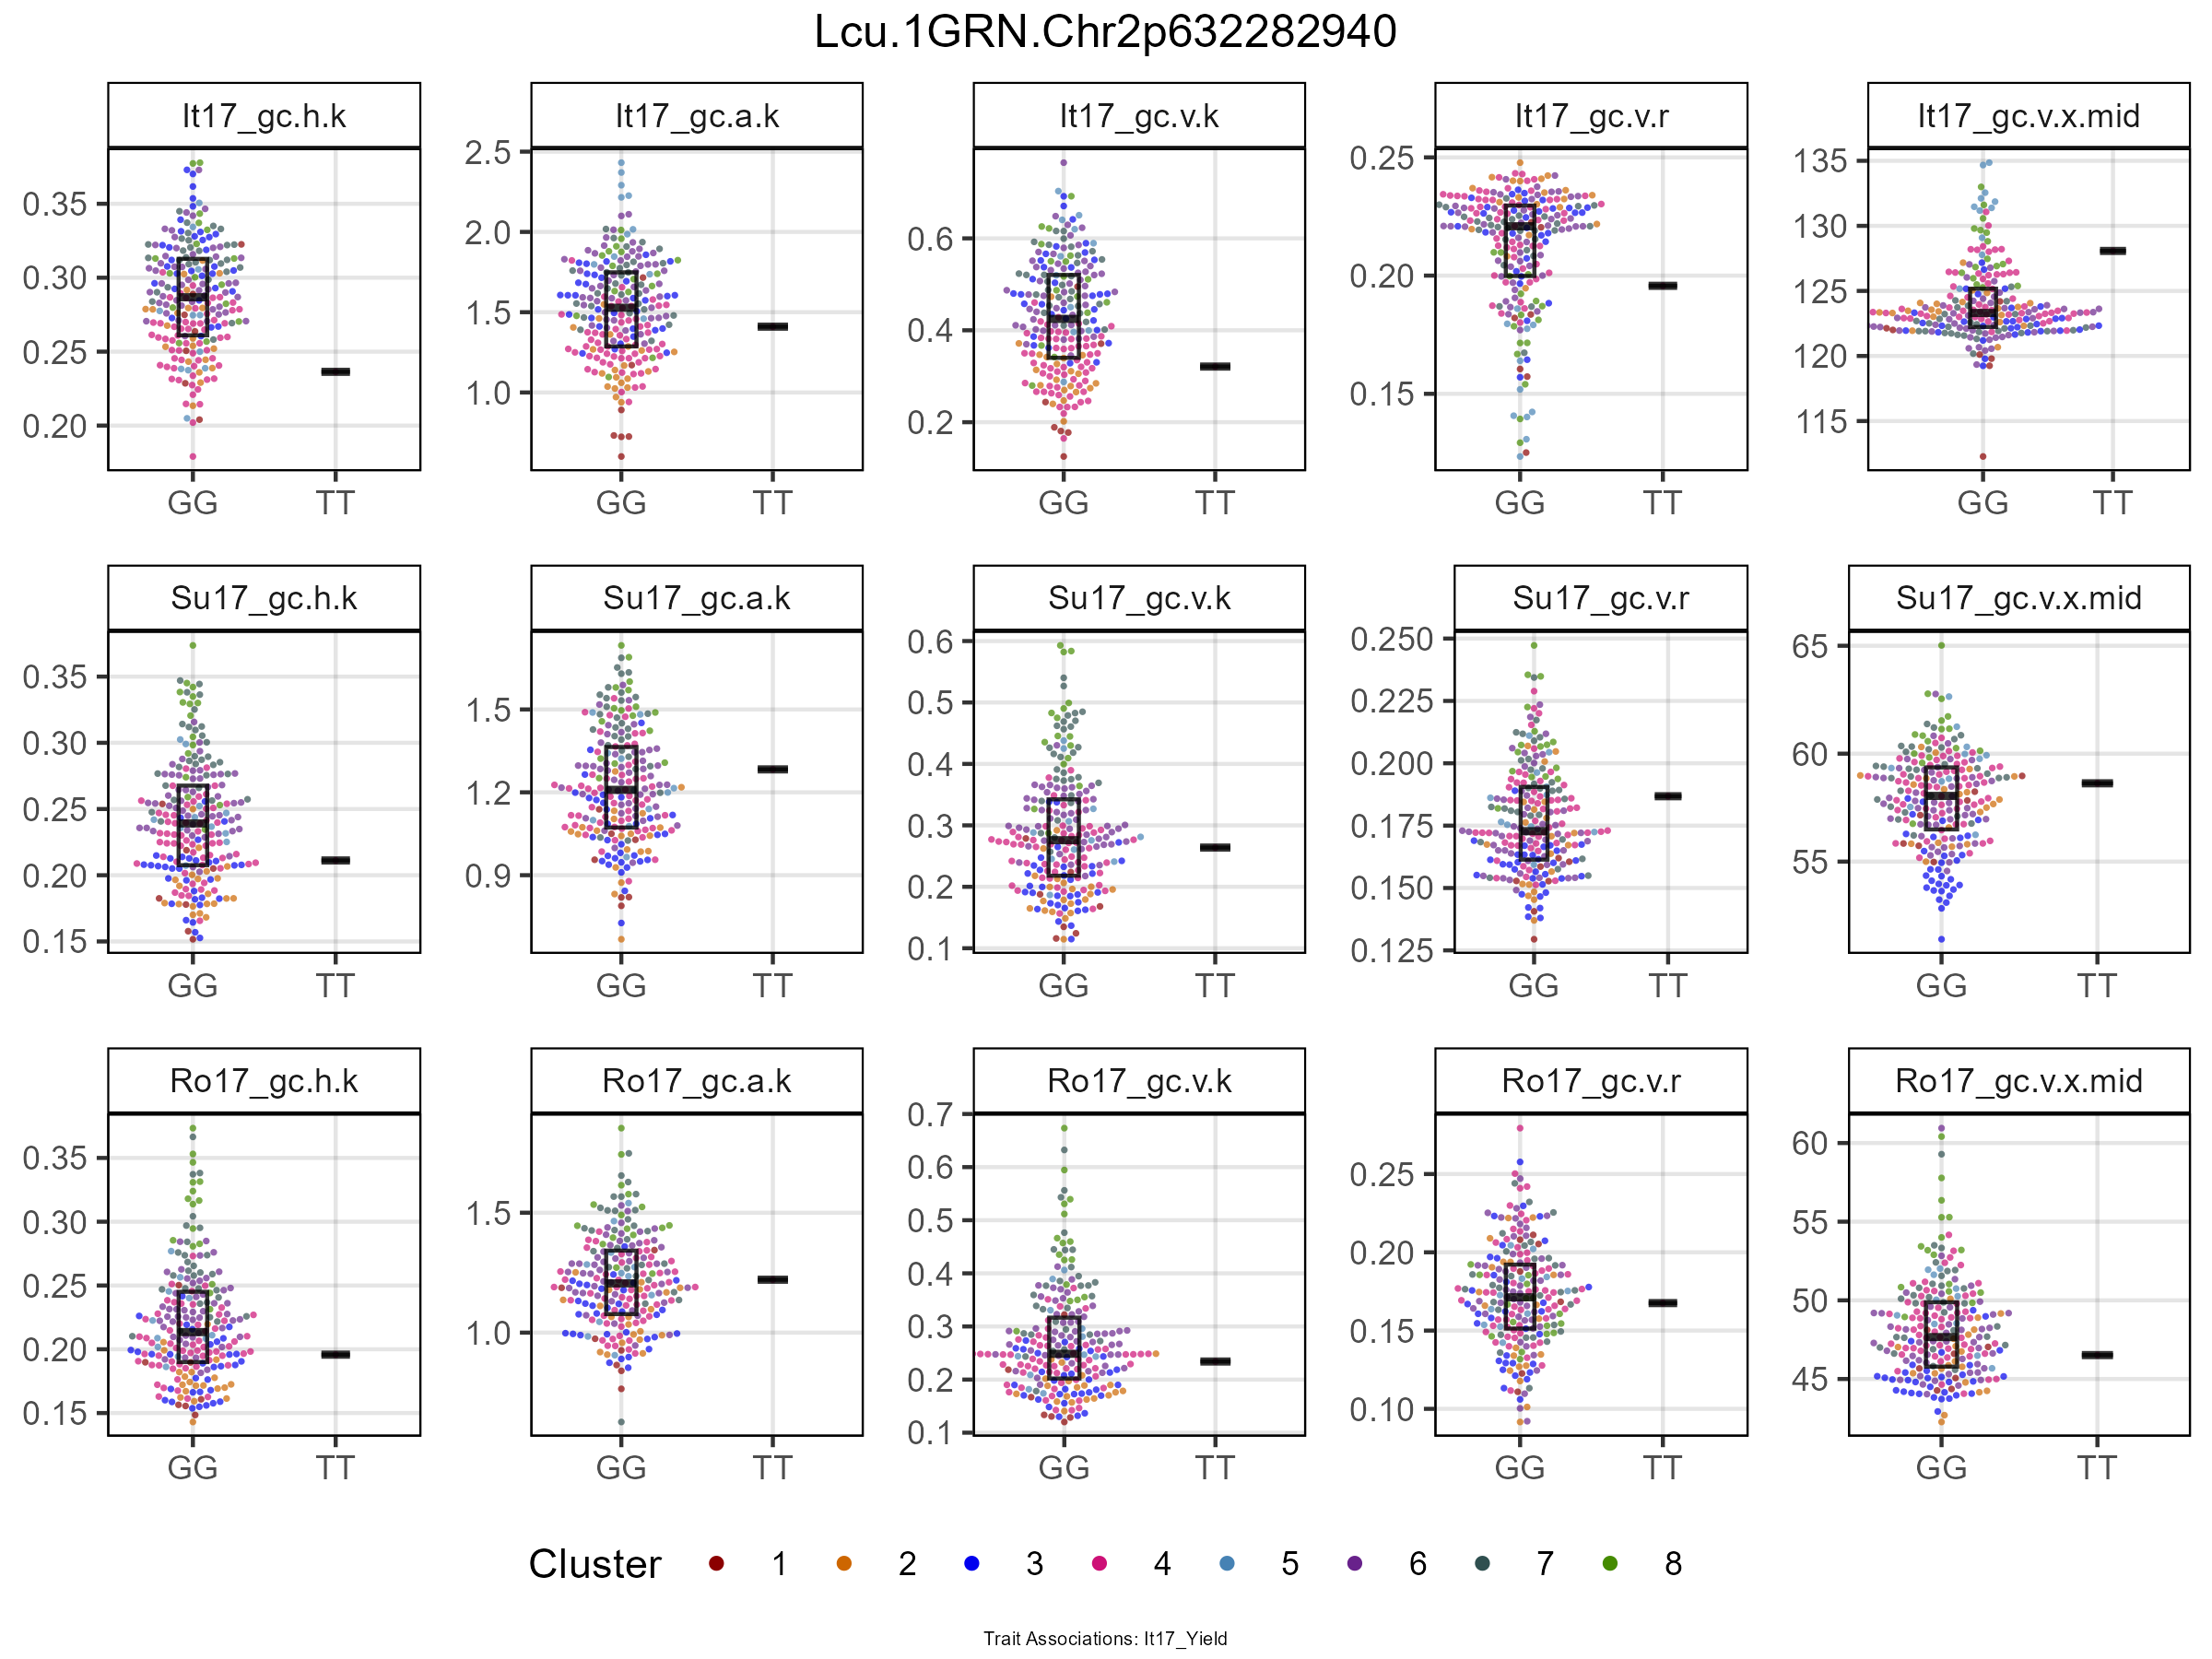 Lcu.1GRN.Chr2p632282940
It17_gc.h.k It17_gc.a.k It17_gc.v.k It17_gc.v.r It17_gc.v.x.mid
0.35 0.30 0.25 0.20 2.5 2.0 1.5 1.0 0.6 0.4 0.2 0.25 0.20 0.15 135 130 125 120 115
GG TT GG TT GG TT GG TT GG TT
Su17_gc.h.k Su17_gc.a.k Su17_gc.v.k Su17_gc.v.r Su17_gc.v.x.mid
0.35 0.30 0.25 0.20 0.15 1.5 1.2 0.9 0.6 0.5 0.4 0.3 0.2 0.1 0.250 0.225 0.200 0.175 0.150 0.125 65 60 55
GG TT GG TT GG TT GG TT GG TT
Ro17_gc.h.k Ro17_gc.a.k Ro17_gc.v.k Ro17_gc.v.r Ro17_gc.v.x.mid
0.35 0.30 0.25 0.20 0.15 1.5 1.0 0.7 0.6 0.5 0.4 0.3 0.2 0.1 0.25 0.20 0.15 0.10 60 55 50 45
GG TT GG TT GG TT GG TT GG TT
Cluster 1 2 3 4 5 6 7 8
Trait Associations: It17_Yield